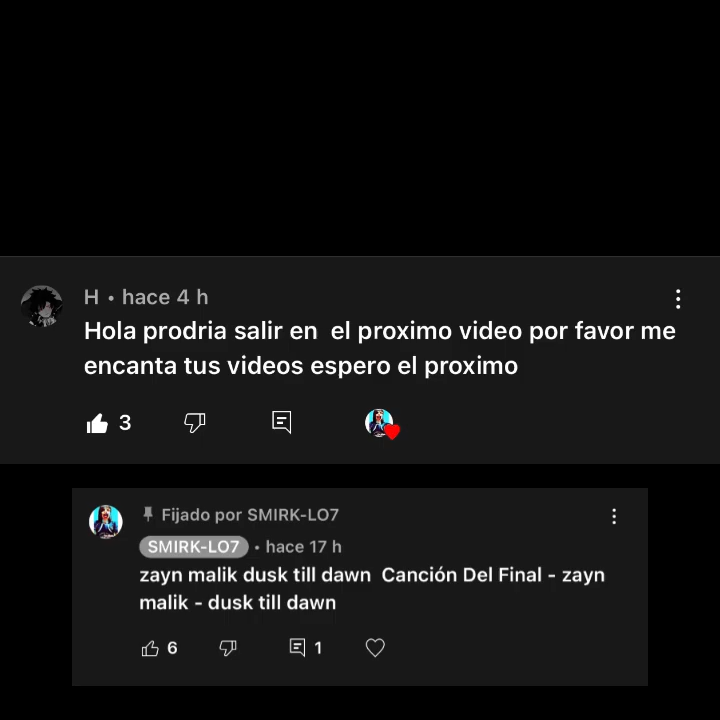 H • hace 4 h
Hola prodria salir en  el proximo video por favor me
encanta tus videos espero el proximo
3
Fijado por SMIRK-LO7
SMIRK-LO7 • hace 17 h
zayn malik dusk till dawn  Canción Del Final - zayn
malik - dusk till dawn
6 1